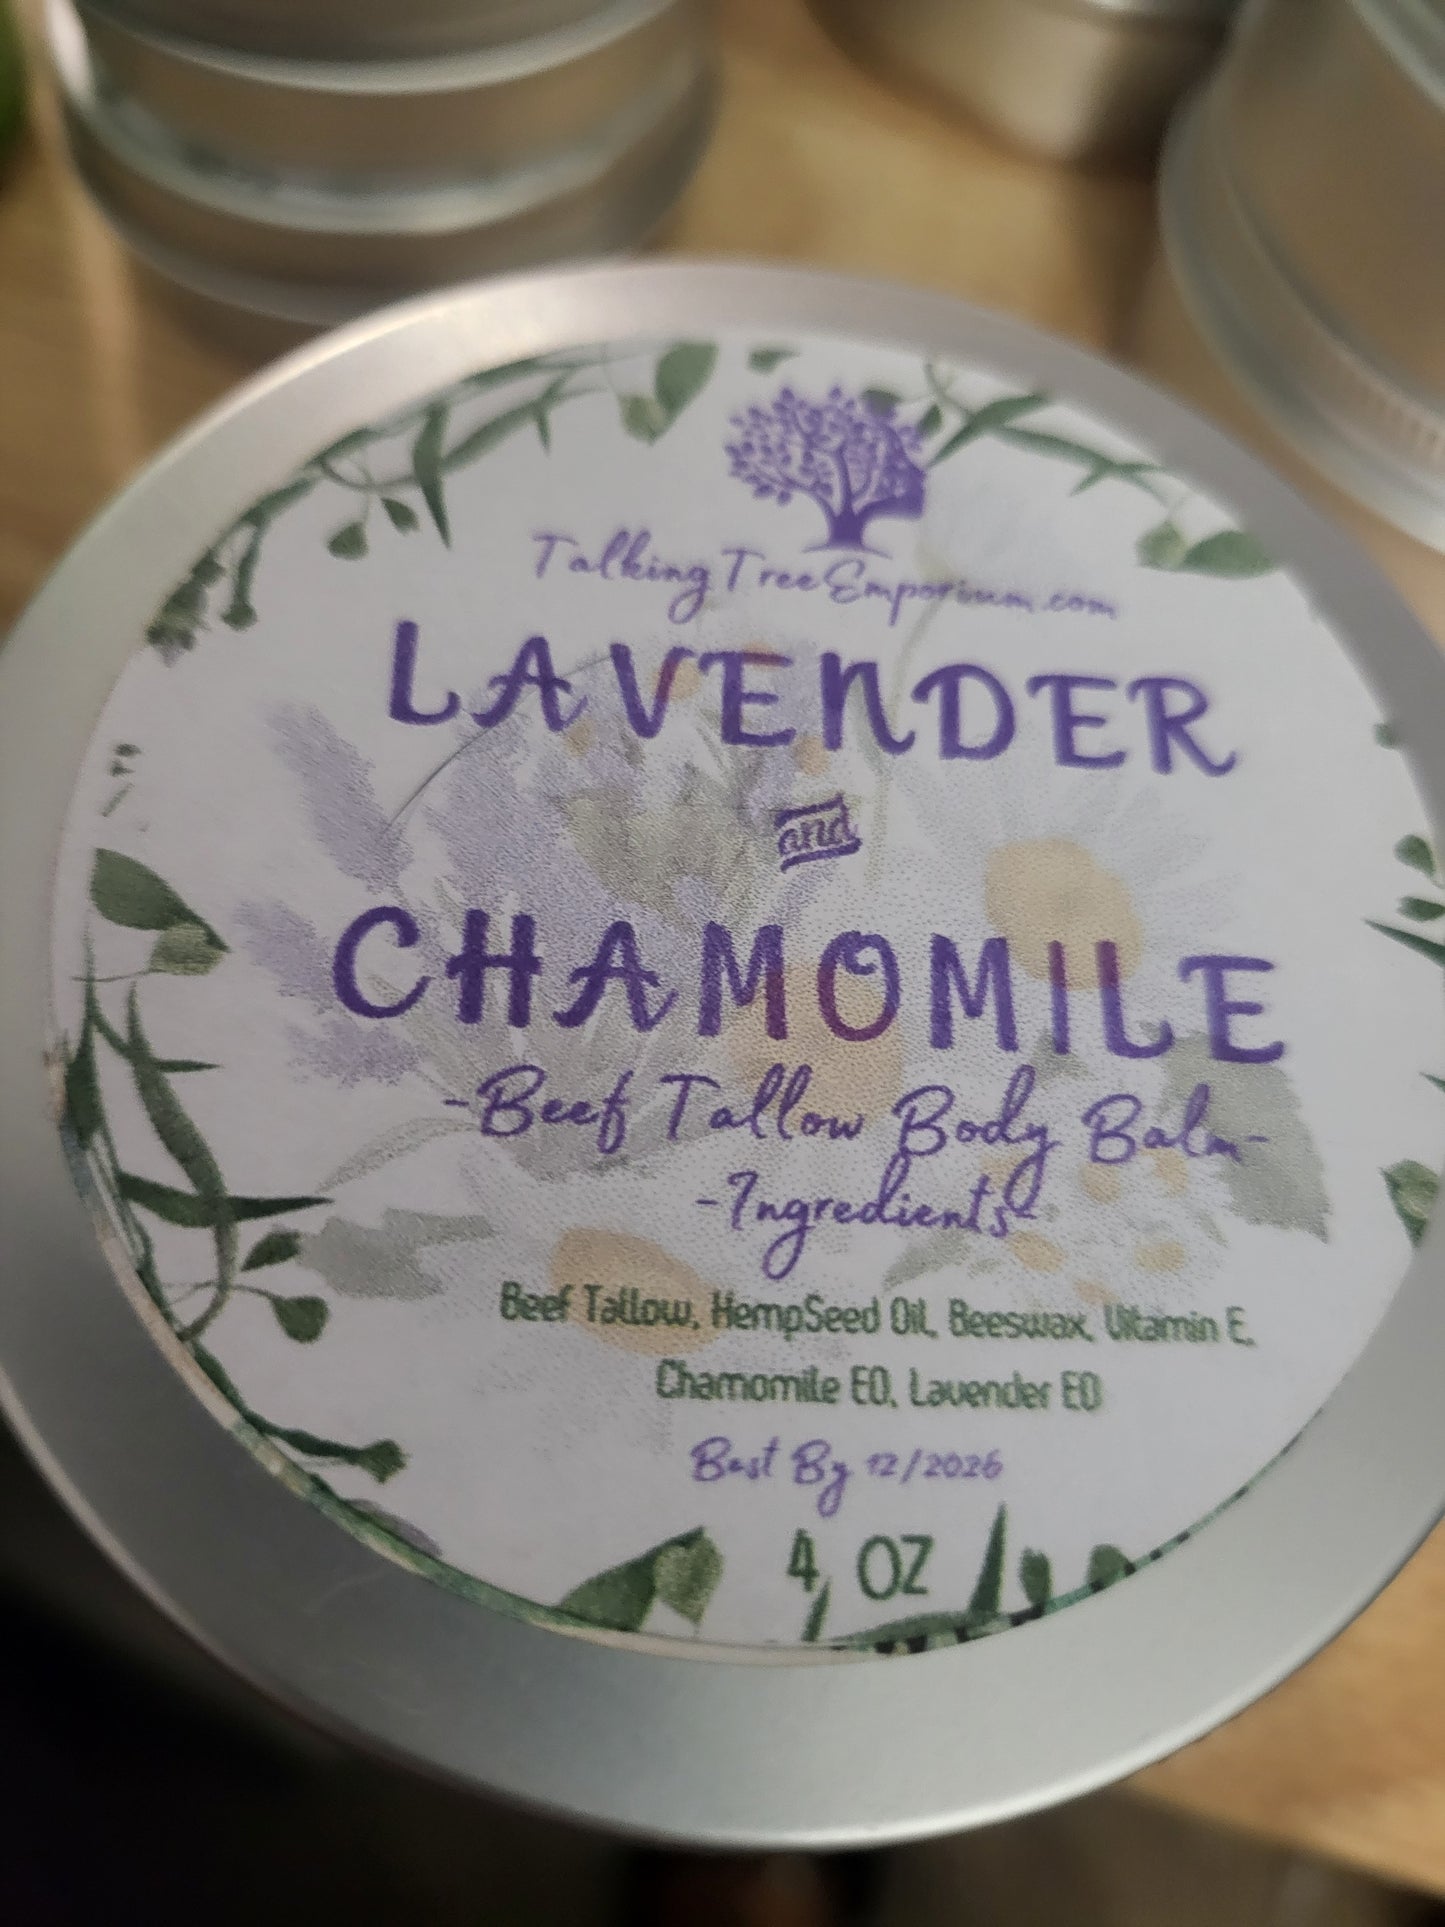 TalkingTreeEmporium.com
LAVENDER
and
CHAMOMILE
-Beef Tallow Body Balm-
-Ingredients-
Beef Tallow, HempSeed Oil, Beeswax, Vitamin E,
Chamomile EO, Lavender EO
Best By 12/2026
4 OZ